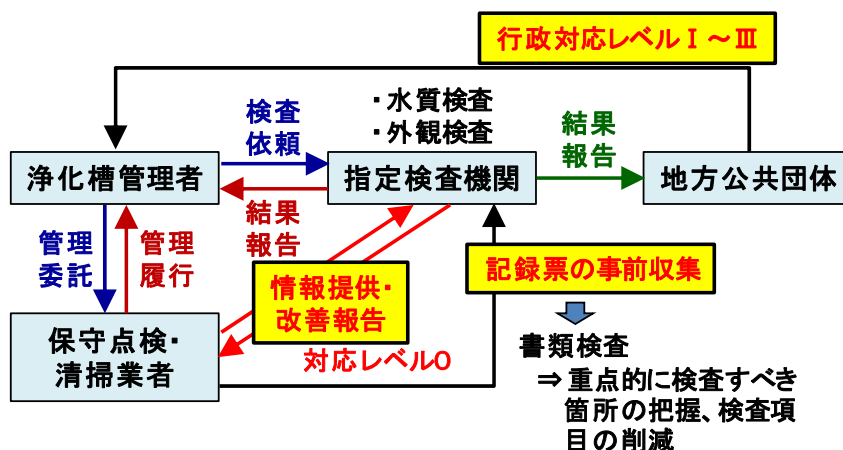 行政対応レベルⅠ～Ⅲ
・水質検査
・外観検査
検査
依頼
結果
報告
浄化槽管理者
指定検査機関
地方公共団体
結果
報告
管理
委託
管理
履行
情報提供・
改善報告
記録票の事前収集
保守点検・
清掃業者
対応レベル0
書類検査
⇒重点的に検査すべき
箇所の把握、検査項
目の削減